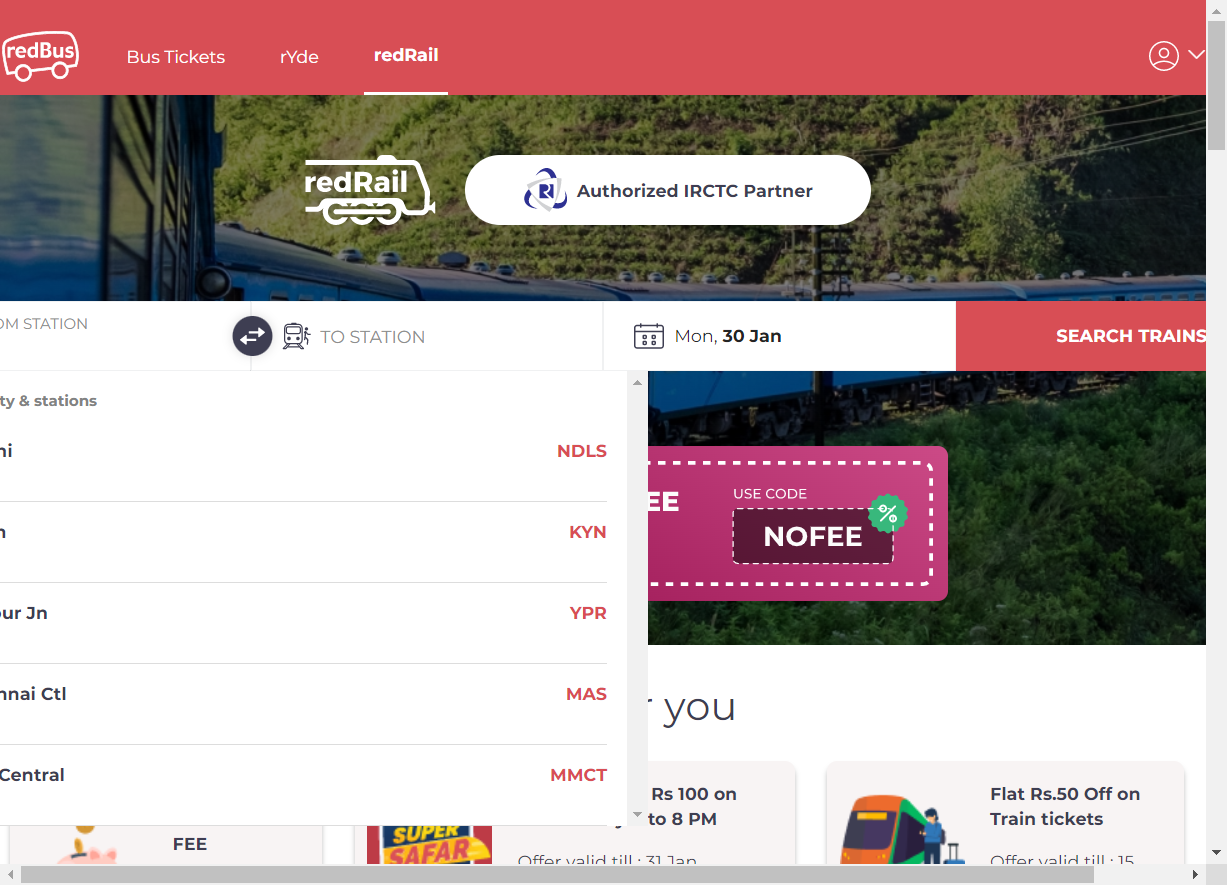 redBus
Bus Tickets
rYde
redRail
redRail
Authorized IRCTC Partner
OM STATION
TO STATION
Mon, 30 Jan
SEARCH TRAINS
ty & stations
ni
NDLS
n
KYN
our Jn
YPR
nnai Ctl
MAS
Central
MMCT
EE
USE CODE
NOFEE
%
r you
FEE
SUPER
SAFAR
Rs 100 on
to 8 PM
Offer valid till : 31 Jan
Flat Rs.50 Off on
Train tickets
Offer valid till : 15